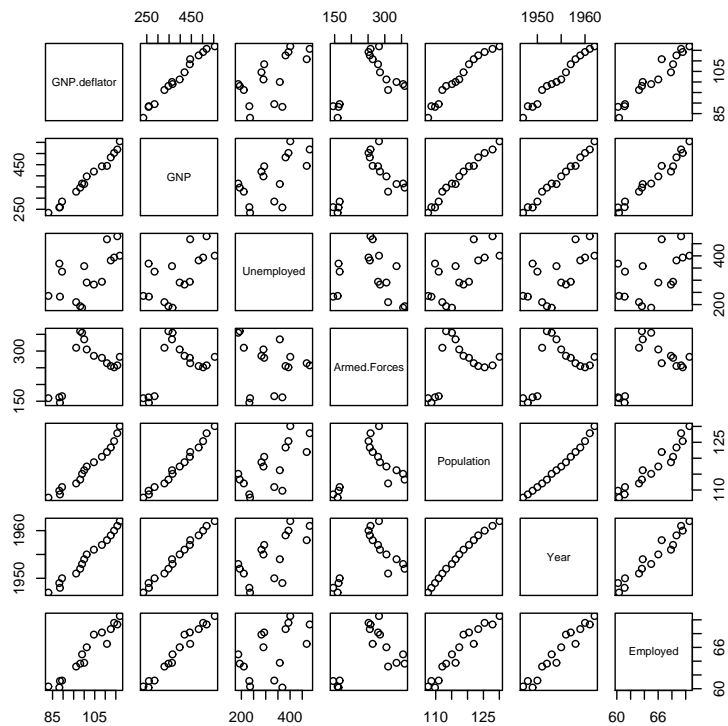 250 450
150 300
1950 1960
GNP.deflator
85 105
250 450
GNP
Unemployed
200 400
150 300
Armed.Forces
Population
110 125
1950 1960
Year
Employed
60 66
85 105
200 400
110 125
60 66